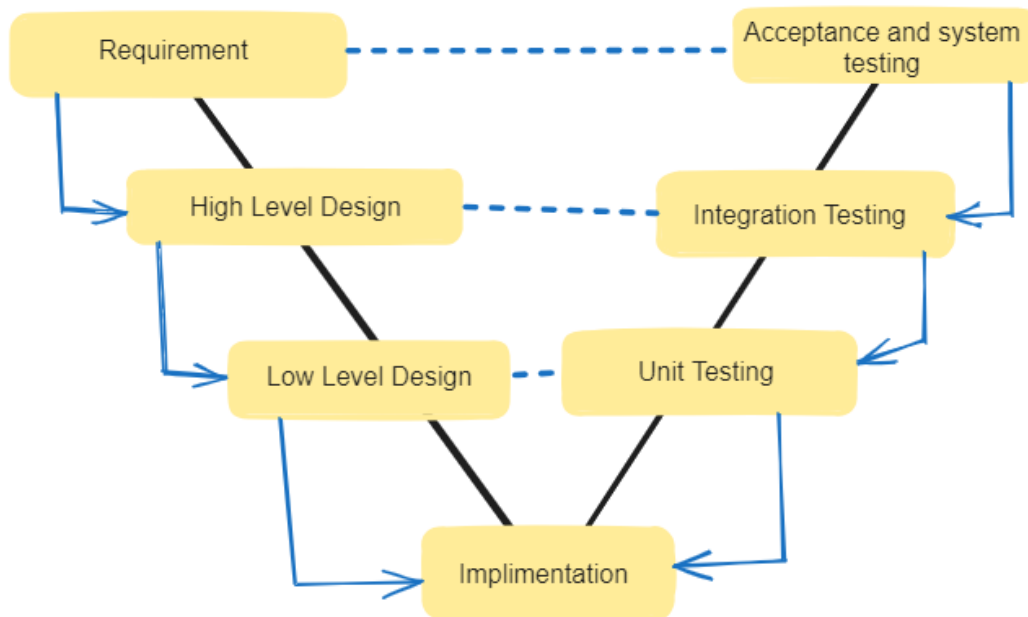 Requirement
Acceptance and system
testing
High Level Design
Integration Testing
Low Level Design
Unit Testing
Implimentation